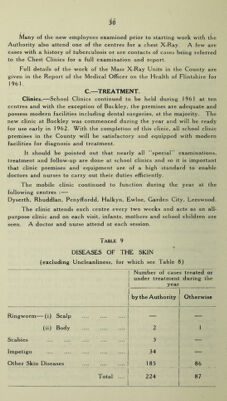 36
Many of the new employees examined prior to starting work with the
Authority also attend one of the centres for a chest X-Ray. A few are
cases with a history of tuberculosis or are contacts of cases being referred
to the Chest Clinics for a full examination and report.
Full details of the work of the Mass X-Ray Units in the County are
given in the Report of the Medical Officer on the Health of Flintshire for
1961.
C.—TREATMENT.
Clinics.—School Clinics continued to be held during 1961 at ten
centres and with the exception of Buckley, the premises are adequate and
possess modern facilities including dental surgeries, at the majority. The
new clinic at Buckley was commenced during the year and will be ready
for use early in 1962. With the completion of this clinic, all school clinic
premises in the County will be satisfactory and equipped with modern
facilities for diagnosis and treatment.
It should be pointed out that nearly all "special" examinations,
treatment and follow-up are done at school clinics and so it is important
that clinic premises and equipment are of a high standard to enable
doctors and nurses to carry out their duties efficiently.
The mobile clinic continued to function during the year at the
following centres :—
Dyserth, Rhuddlan, Penyffordd, Halkyn, Ewloe, Garden City, Leeswood.
The clinic attends each centre every two weeks and acts as an all-
purpose clinic and on each visit, infants, mothers and school children are
seen. A doctor and nurse attend at each session.
TABLE 9
DISEASES OF THE SKIN
(excluding Uncleanliness, for which see Table 8)
Number of cases treated or
under treatment during the
year
by the Authority Otherwise
Ringworm—(i) Scalp ... ... ... — —
(ii) Body ... ... ... 2 1
Scabies ... ... ... ... ... 3 —
Impetigo ... ... ... ... ... 34 —
Other Skin Diseases ... ... ... 185 86
Total ... 224 87